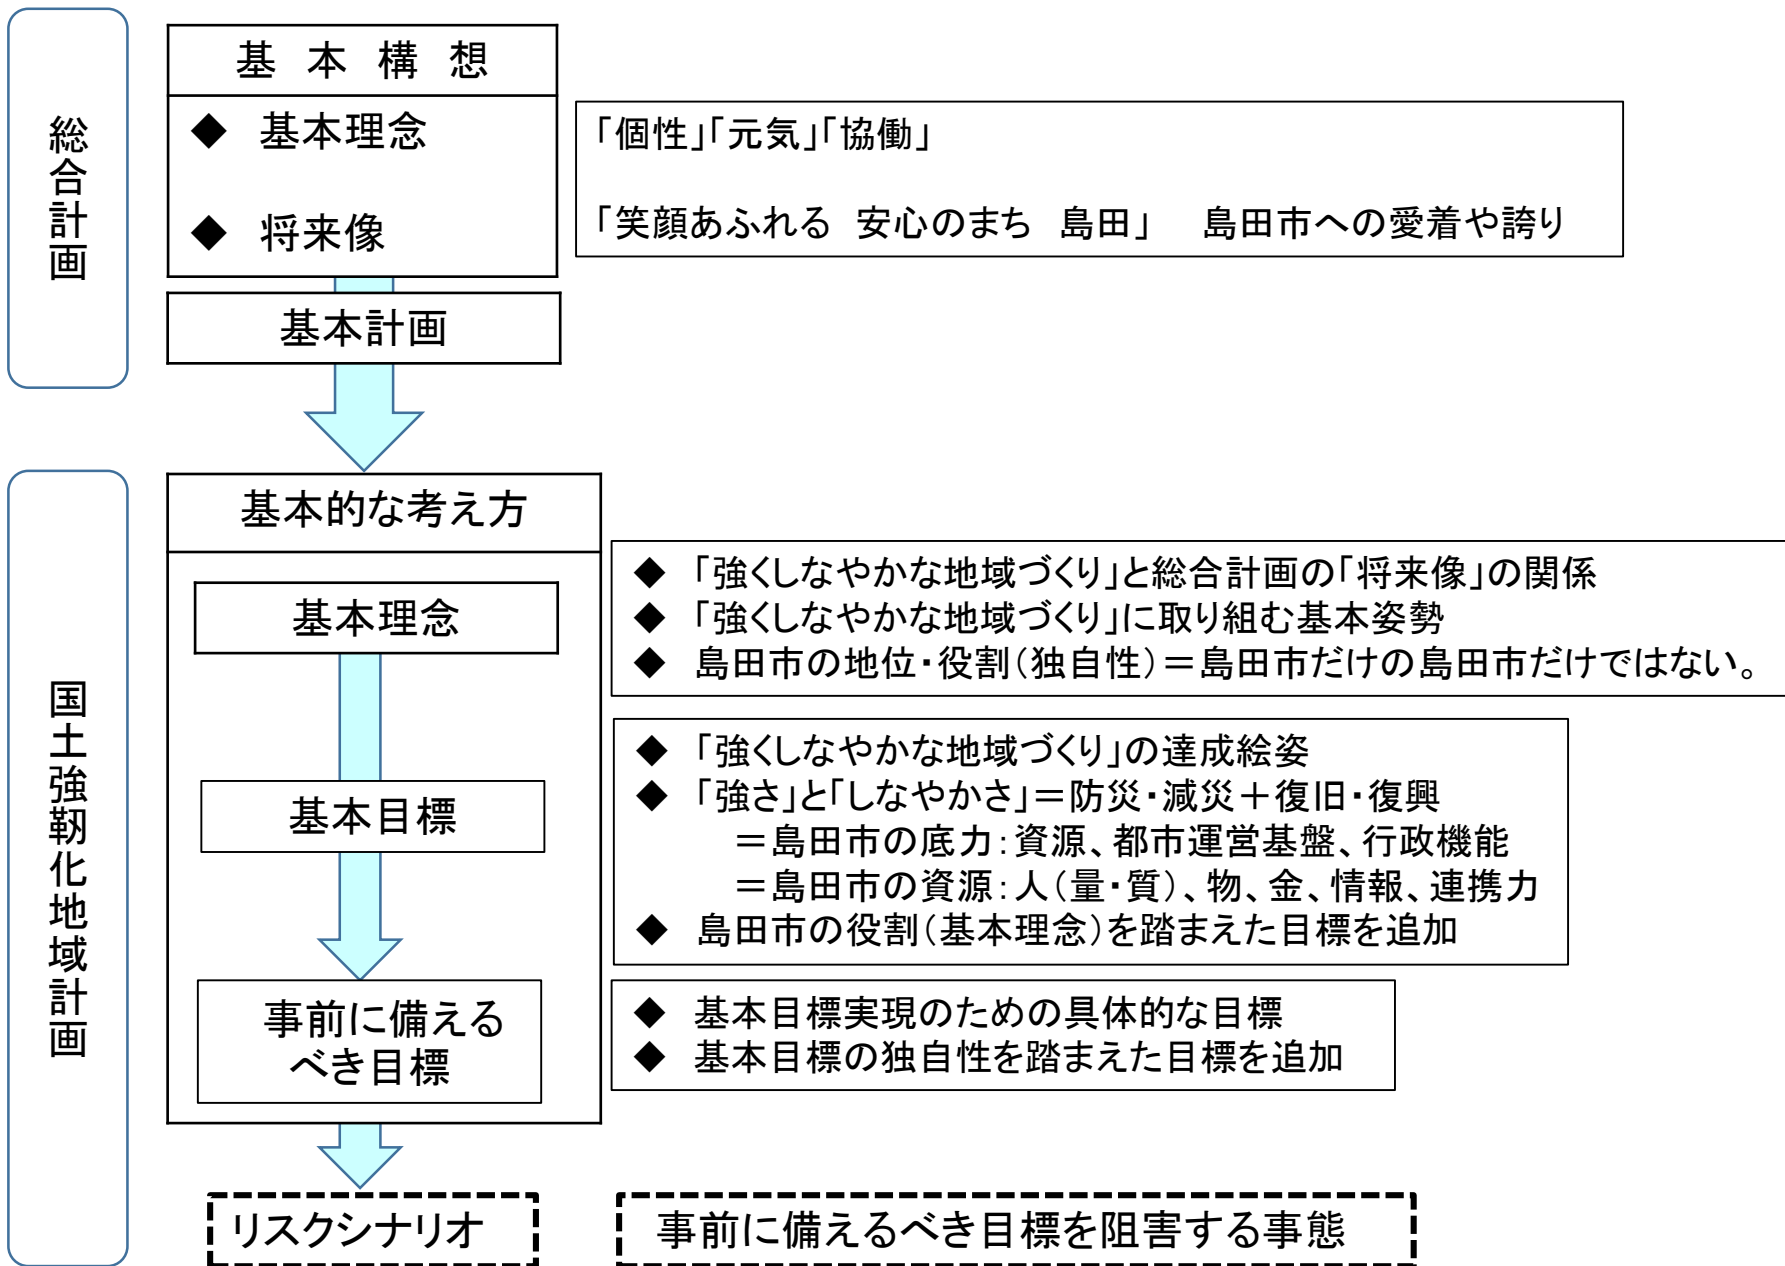 総合計画
基 本 構 想
◆ 基本理念
◆ 将来像
「個性」「元気」「協働」
「笑顔あふれる 安心のまち 島田」 島田市への愛着や誇り
基本計画
国土強靭化地域計画
基本的な考え方
基本理念
◆ 「強くしなやかな地域づくり」と総合計画の「将来像」の関係
◆ 「強くしなやかな地域づくり」に取り組む基本姿勢
◆ 島田市の地位・役割(独自性)=島田市だけの島田市だけではない。
基本目標
◆ 「強くしなやかな地域づくり」の達成絵姿
◆ 「強さ」と「しなやかさ」=防災・減災+復旧・復興
=島田市の底力:資源、都市運営基盤、行政機能
=島田市の資源:人(量・質)、物、金、情報、連携力
◆ 島田市の役割(基本理念)を踏まえた目標を追加
事前に備える
べき目標
◆ 基本目標実現のための具体的な目標
◆ 基本目標の独自性を踏まえた目標を追加
リスクシナリオ
事前に備えるべき目標を阻害する事態